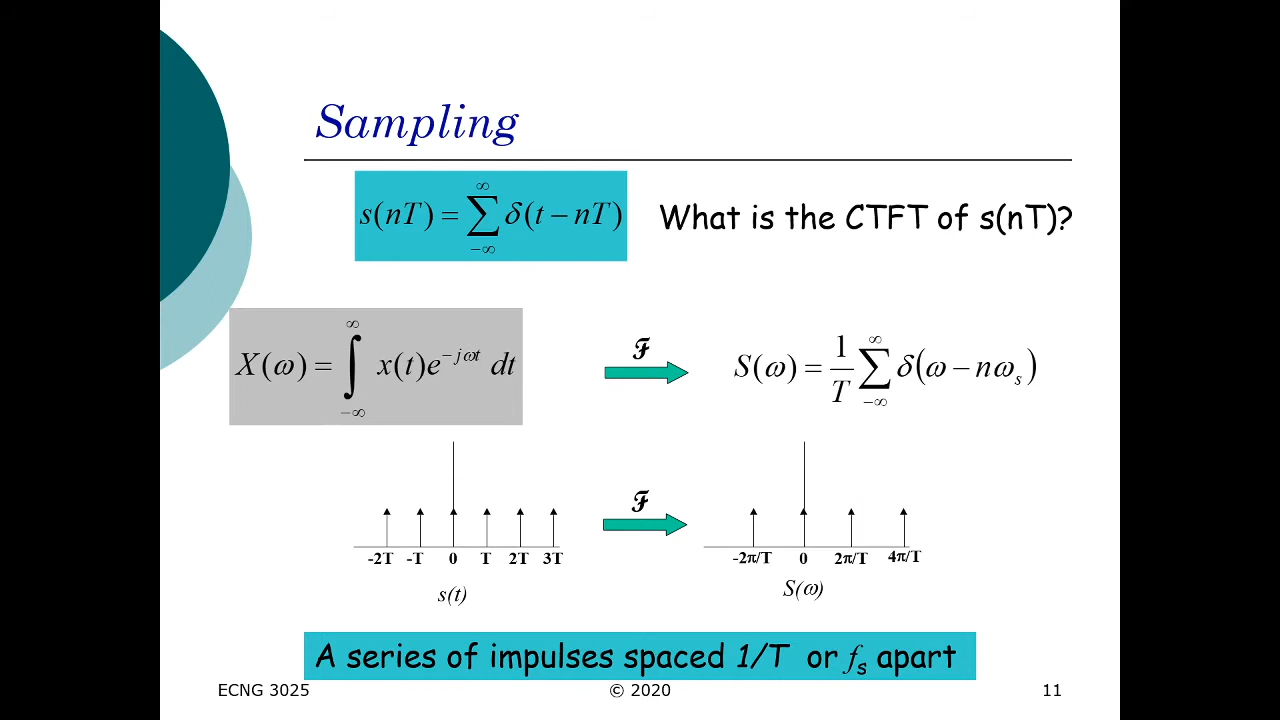 Sampling
s(nT) = ∑_{-∞}^{∞} δ(t − nT)
What is the CTFT of s(nT)?
X(ω) = ∫_{-∞}^{∞} x(t)e^{−jωt} dt
ℱ
S(ω) = 1/T ∑_{-∞}^{∞} δ(ω − nω_s)
ℱ
-2T -T 0 T 2T 3T
s(t)
-2π/T 0 2π/T 4π/T
S(ω)
A series of impulses spaced 1/T or f_s apart
ECNG 3025 © 2020 11